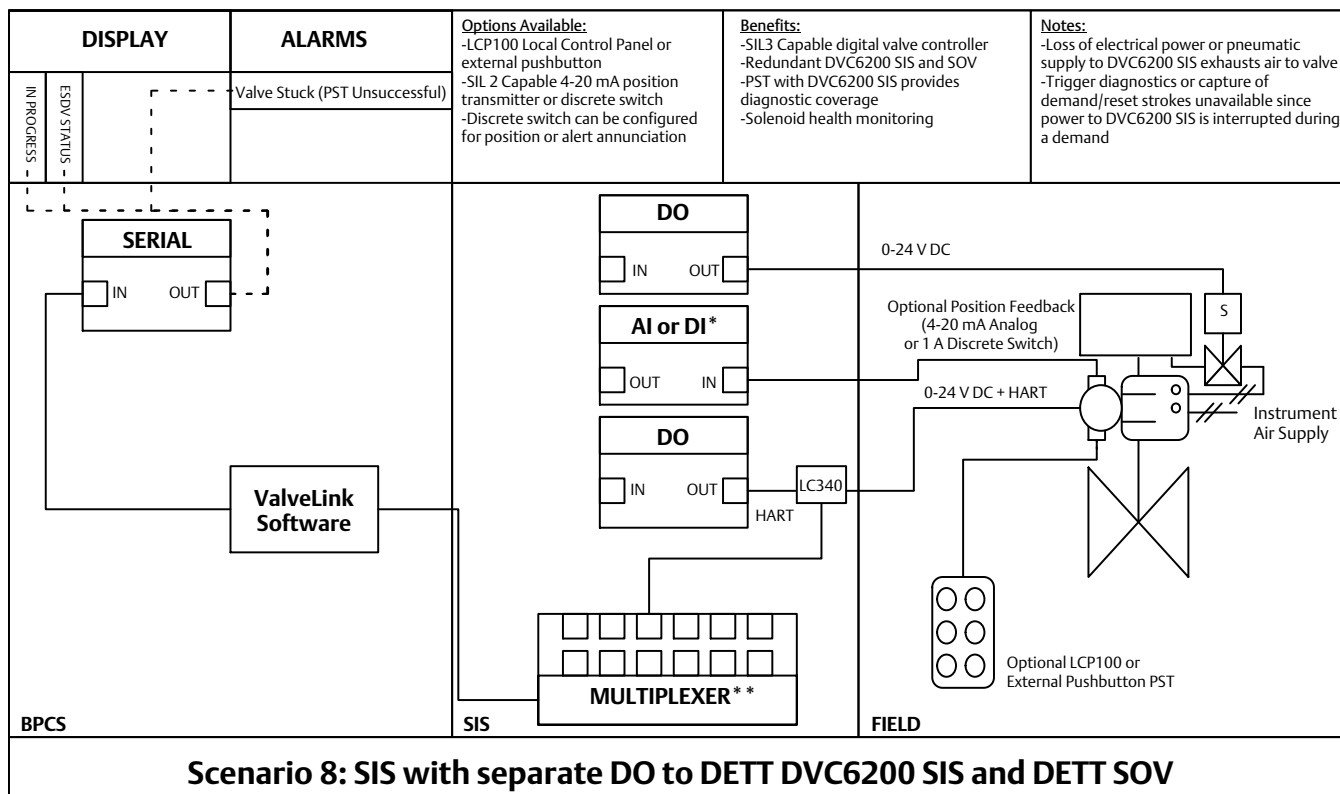 DISPLAY
ALARMS
IN PROGRESS
ESDV STATUS
Valve Stuck (PST Unsuccessful)
Options Available:
-LCP100 Local Control Panel or
external pushbutton
-SIL 2 Capable 4-20 mA position
transmitter or discrete switch
-Discrete switch can be configured
for position or alert annunciation
Benefits:
-SIL3 Capable digital valve controller
-Redundant DVC6200 SIS and SOV
-PST with DVC6200 SIS provides
diagnostic coverage
-Solenoid health monitoring
Notes:
-Loss of electrical power or pneumatic
supply to DVC6200 SIS exhausts air to valve
-Trigger diagnostics or capture of
demand/reset strokes unavailable since
power to DVC6200 SIS is interrupted during
a demand
SERIAL
IN OUT
ValveLink
Software
BPCS
DO
IN OUT
AI or DI*
OUT IN
DO
IN OUT
HART
LC340
MULTIPLEXER**
SIS
0-24 V DC
Optional Position Feedback
(4-20 mA Analog
or 1 A Discrete Switch)
S
0-24 V DC + HART
Instrument
Air Supply
Optional LCP100 or
External Pushbutton PST
FIELD
Scenario 8: SIS with separate DO to DETT DVC6200 SIS and DETT SOV